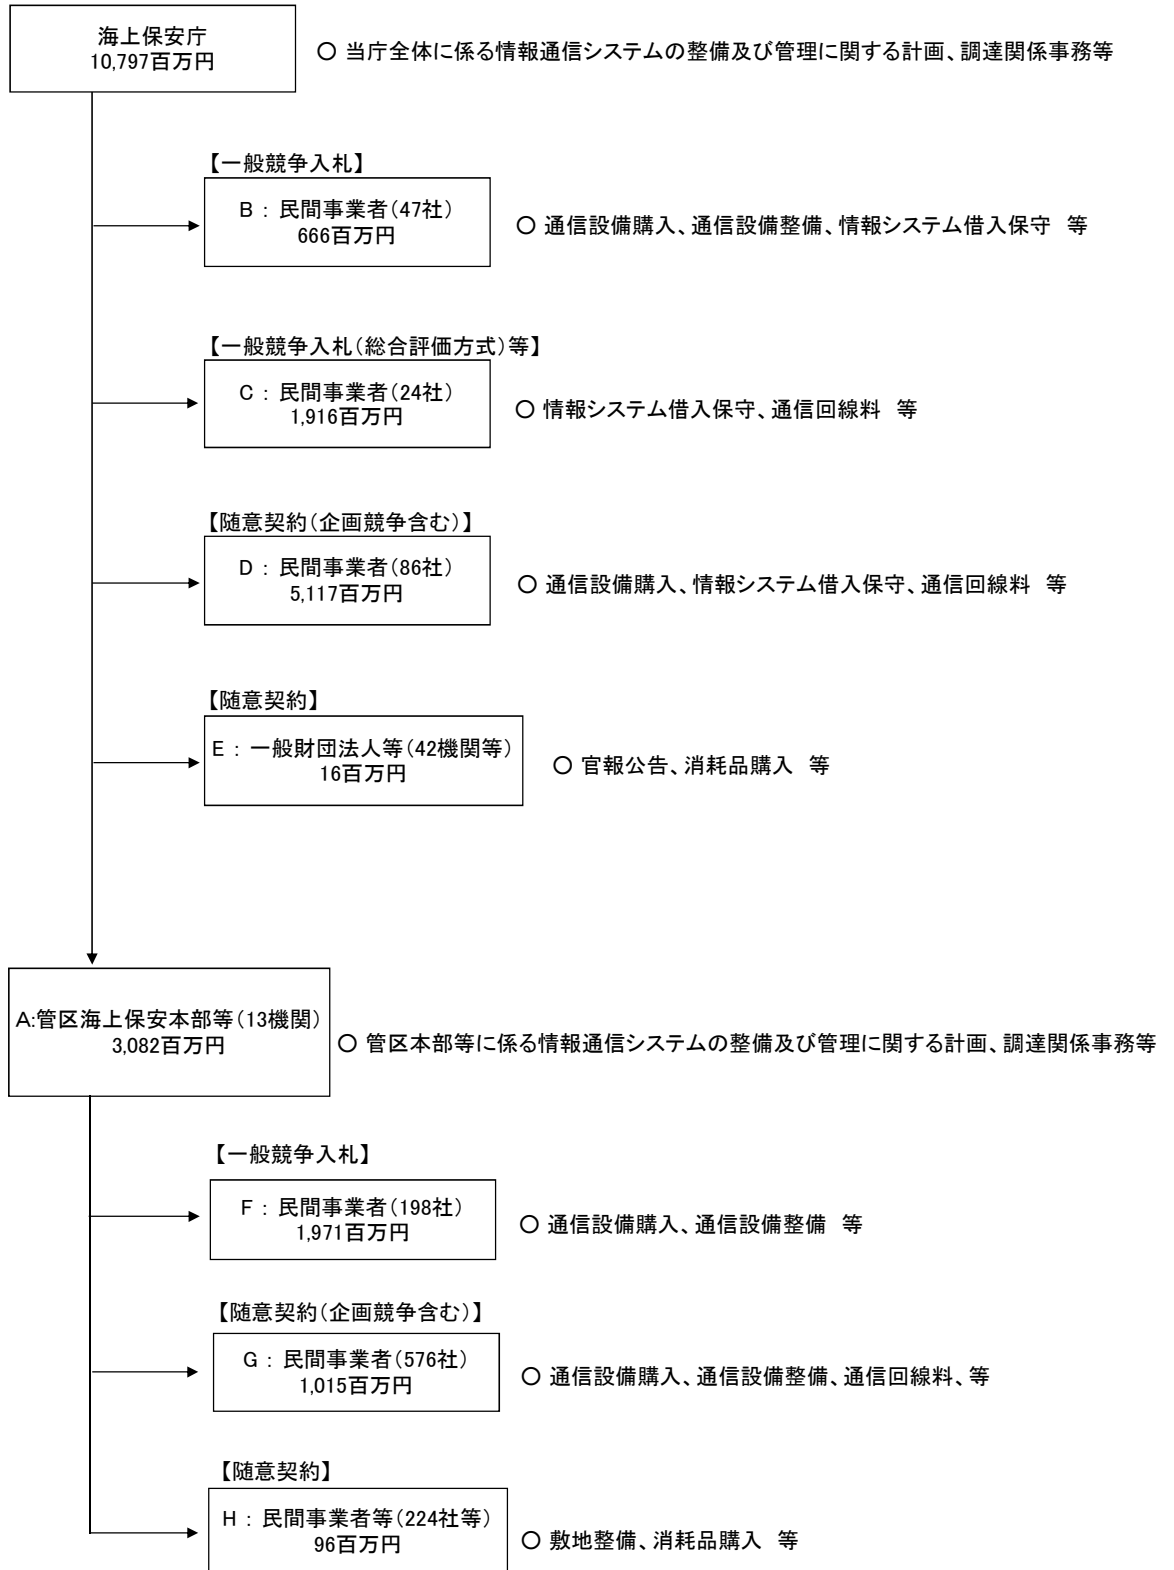 海上保安庁
10,797百万円
○ 当庁全体に係る情報通信システムの整備及び管理に関する計画、調達関係事務等
【一般競争入札】
B : 民間事業者(47社)
666百万円
○ 通信設備購入、通信設備整備、情報システム借入保守 等
【一般競争入札(総合評価方式)等】
C : 民間事業者(24社)
1,916百万円
○ 情報システム借入保守、通信回線料 等
【随意契約(企画競争含む)】
D : 民間事業者(86社)
5,117百万円
○ 通信設備購入、情報システム借入保守、通信回線料 等
【随意契約】
E : 一般財団法人等(42機関等)
16百万円
○ 官報公告、消耗品購入 等
A:管区海上保安本部等(13機関)
3,082百万円
○ 管区本部等に係る情報通信システムの整備及び管理に関する計画、調達関係事務等
【一般競争入札】
F : 民間事業者(198社)
1,971百万円
○ 通信設備購入、通信設備整備 等
【随意契約(企画競争含む)】
G : 民間事業者(576社)
1,015百万円
○ 通信設備購入、通信設備整備、通信回線料、等
【随意契約】
H : 民間事業者等(224社等)
96百万円
○ 敷地整備、消耗品購入 等